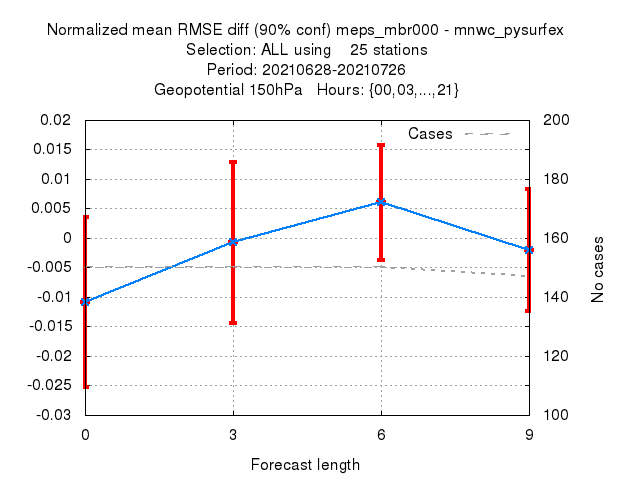 Normalized mean RMSE diff (90% conf) meps_mbr000 - mnwc_pysurfex
Selection: ALL using    25 stations
Period: 20210628-20210726
Geopotential 150hPa   Hours: {00,03,...,21}
0.02
0.015
0.01
0.005
0
-0.005
-0.01
-0.015
-0.02
-0.025
-0.03
Cases
200
180
160
140
120
100
No cases
0 3 6 9
Forecast length